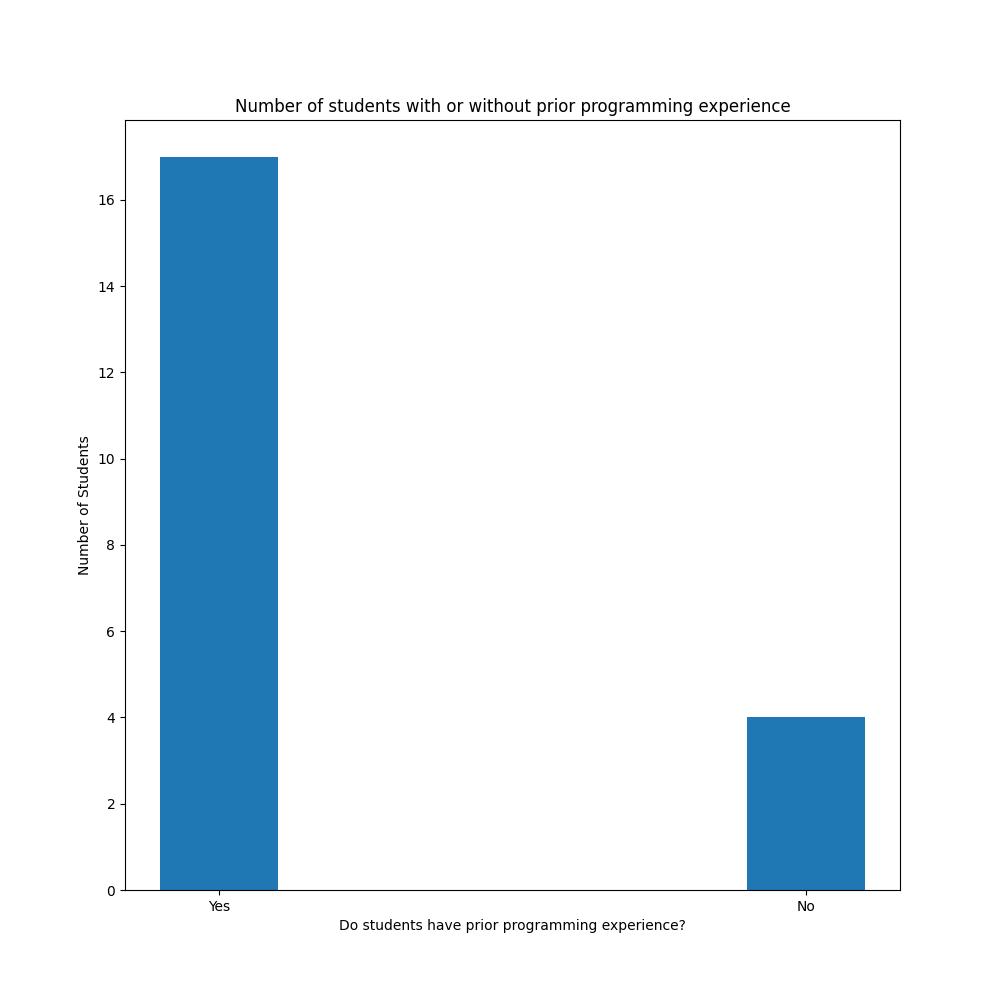 Number of students with or without prior programming experience
16
14
12
10
8
6
4
2
0
Number of Students
Yes No
Do students have prior programming experience?